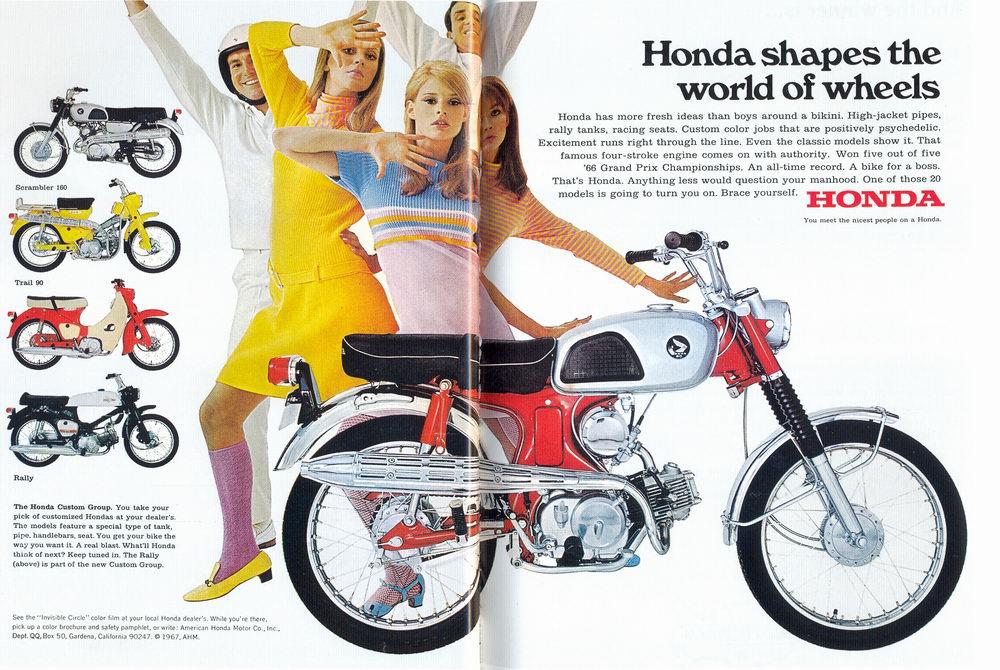 Honda shapes the
world of wheels
Honda has more fresh ideas than boys around a bikini. High-jacket pipes,
rally tanks, racing seats. Custom color jobs that are positively psychedelic.
Excitement runs right through the line. Even the classic models show it. That
famous four-stroke engine comes on with authority. Won five out of five
'66 Grand Prix Championships. An all-time record. A bike for a boss.
That's Honda. Anything less would question your manhood. One of those 20
models is going to turn you on. Brace yourself.
HONDA
You meet the nicest people on a Honda.
Scrambler 160
Trail 90
Rally
The Honda Custom Group. You take your
pick of customized Hondas at your dealer's.
The models feature a special type of tank,
pipe, handlebars, seat. You get your bike the
way you want it. A real blast. What'll Honda
think of next? Keep tuned in. The Rally
(above) is part of the new Custom Group.
See the "Invisible Circle" color film at your local Honda dealer's. While you're there,
pick up a color brochure and safety pamphlet, or write: American Honda Motor Co., Inc.,
Dept. QQ, Box 50, Gardena, California 90247. © 1967, AHM.